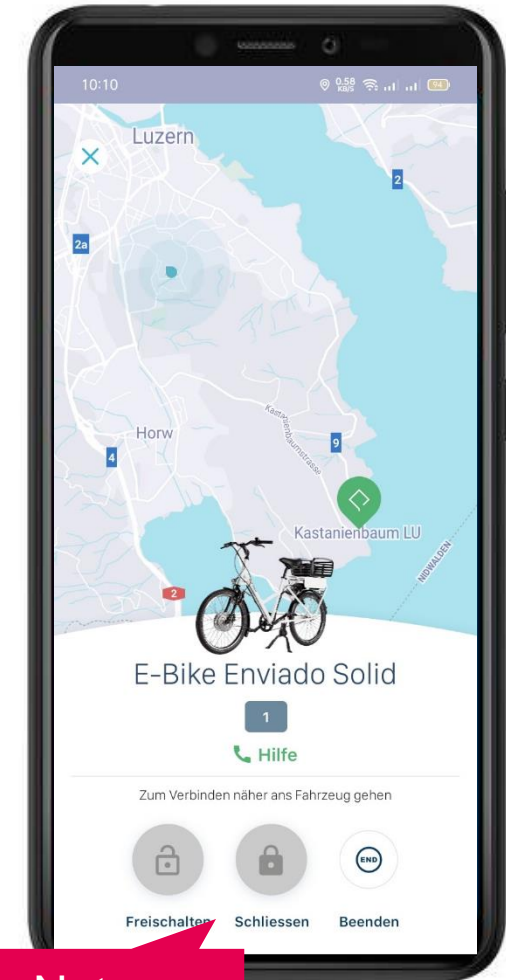 10:10
0.58 KB/S
94
Luzern
2
2a
Kastanienbaumstrasse
Horw
9
4
Kastanienbaum LU
NIDWALDEN
2
E-Bike Enviado Solid
1
Hilfe
Zum Verbinden näher ans Fahrzeug gehen
END
Freischalten Schliessen Beenden